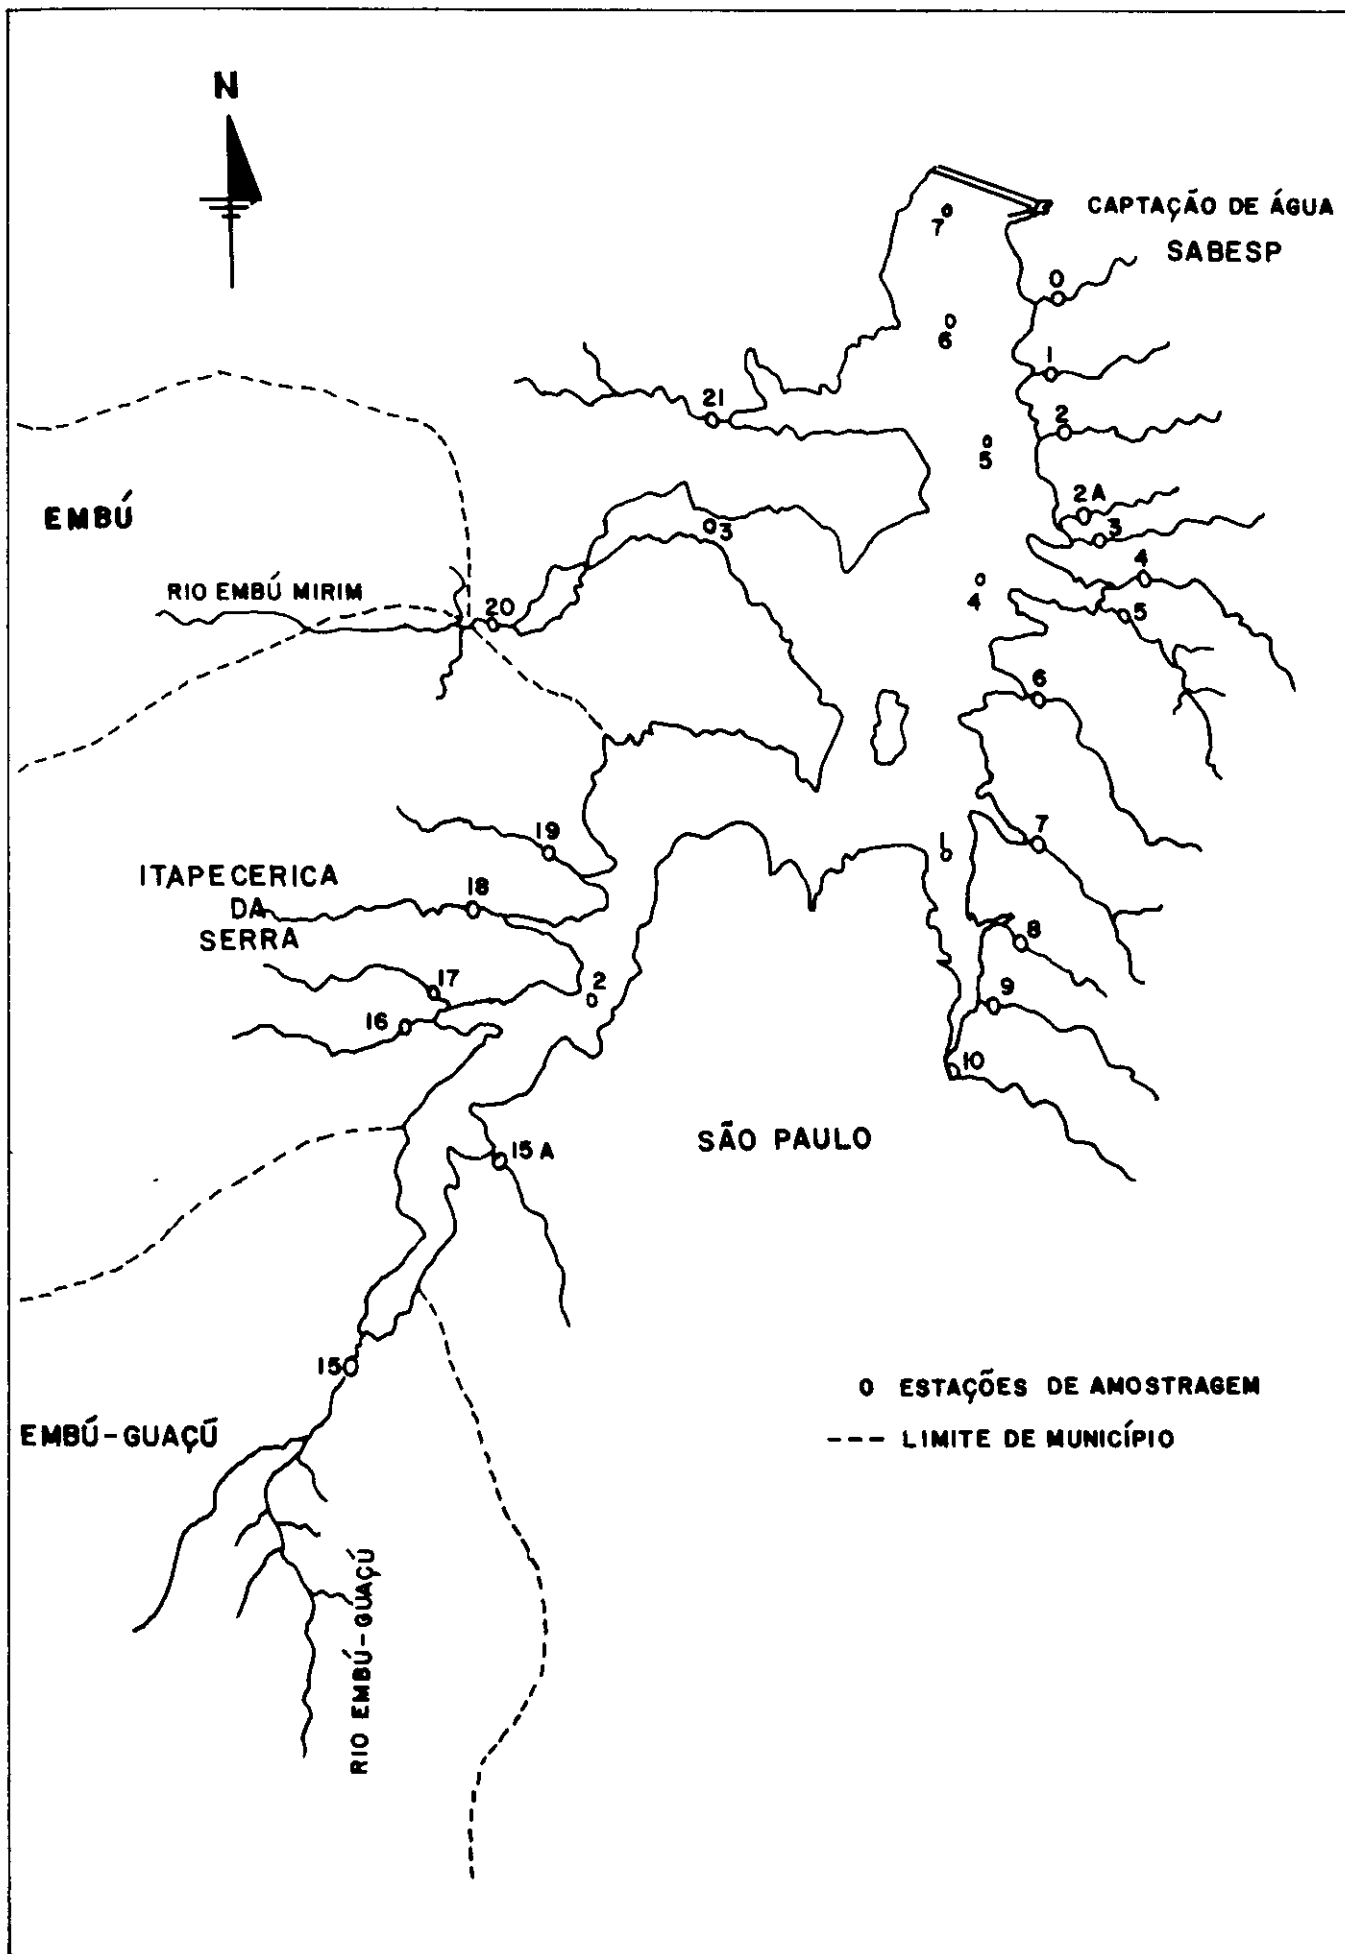 N
CAPTAÇÃO DE ÁGUA
SABESP
7
0
6
1
21
2
5
EMBÚ
2A
3
3
4
RIO EMBÚ MIRIM
20
4
5
6
19
1
7
ITAPECERICA
DA
SERRA
18
8
17
2
9
16
10
SÃO PAULO
15A
15
O ESTAÇÕES DE AMOSTRAGEM
EMBÚ-GUAÇÚ
--- LIMITE DE MUNICÍPIO
RIO EMBÚ-GUAÇÚ